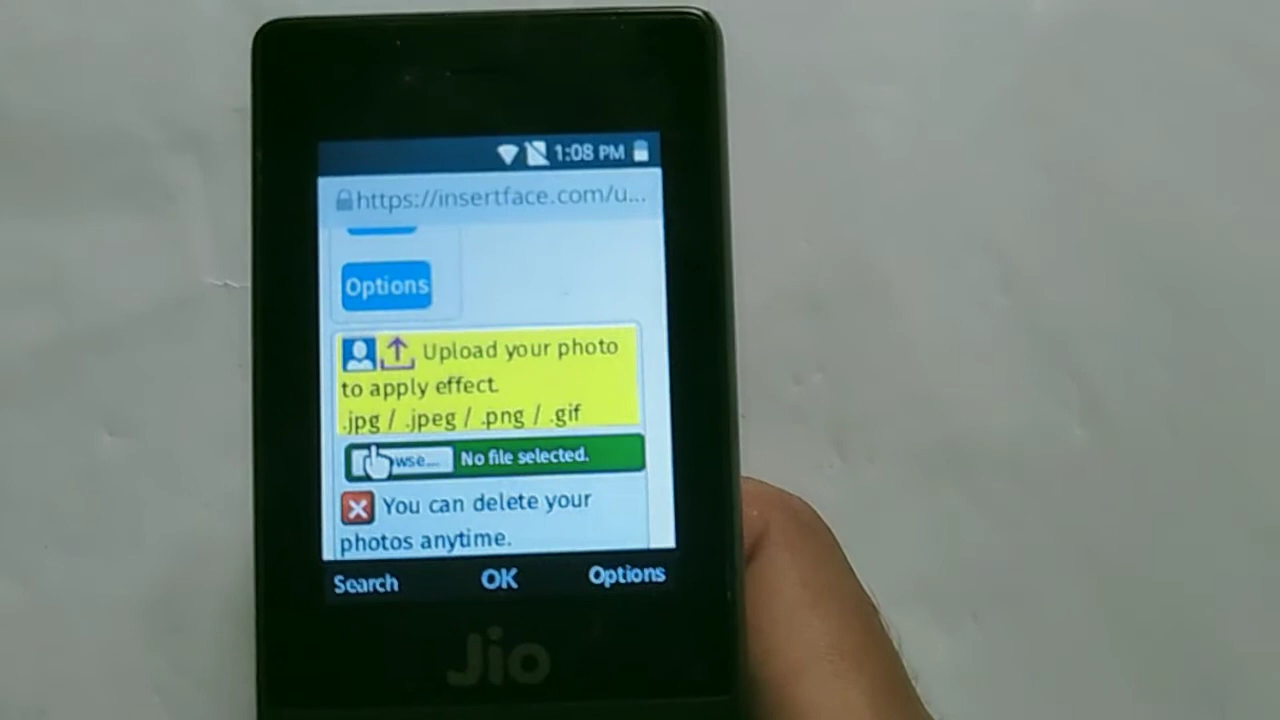 1:08 PM
https://insertface.com/u...
Options
Upload your photo
to apply effect.
.jpg / .jpeg / .png / .gif
No file selected.
You can delete your
photos anytime.
Search OK Options
Jio